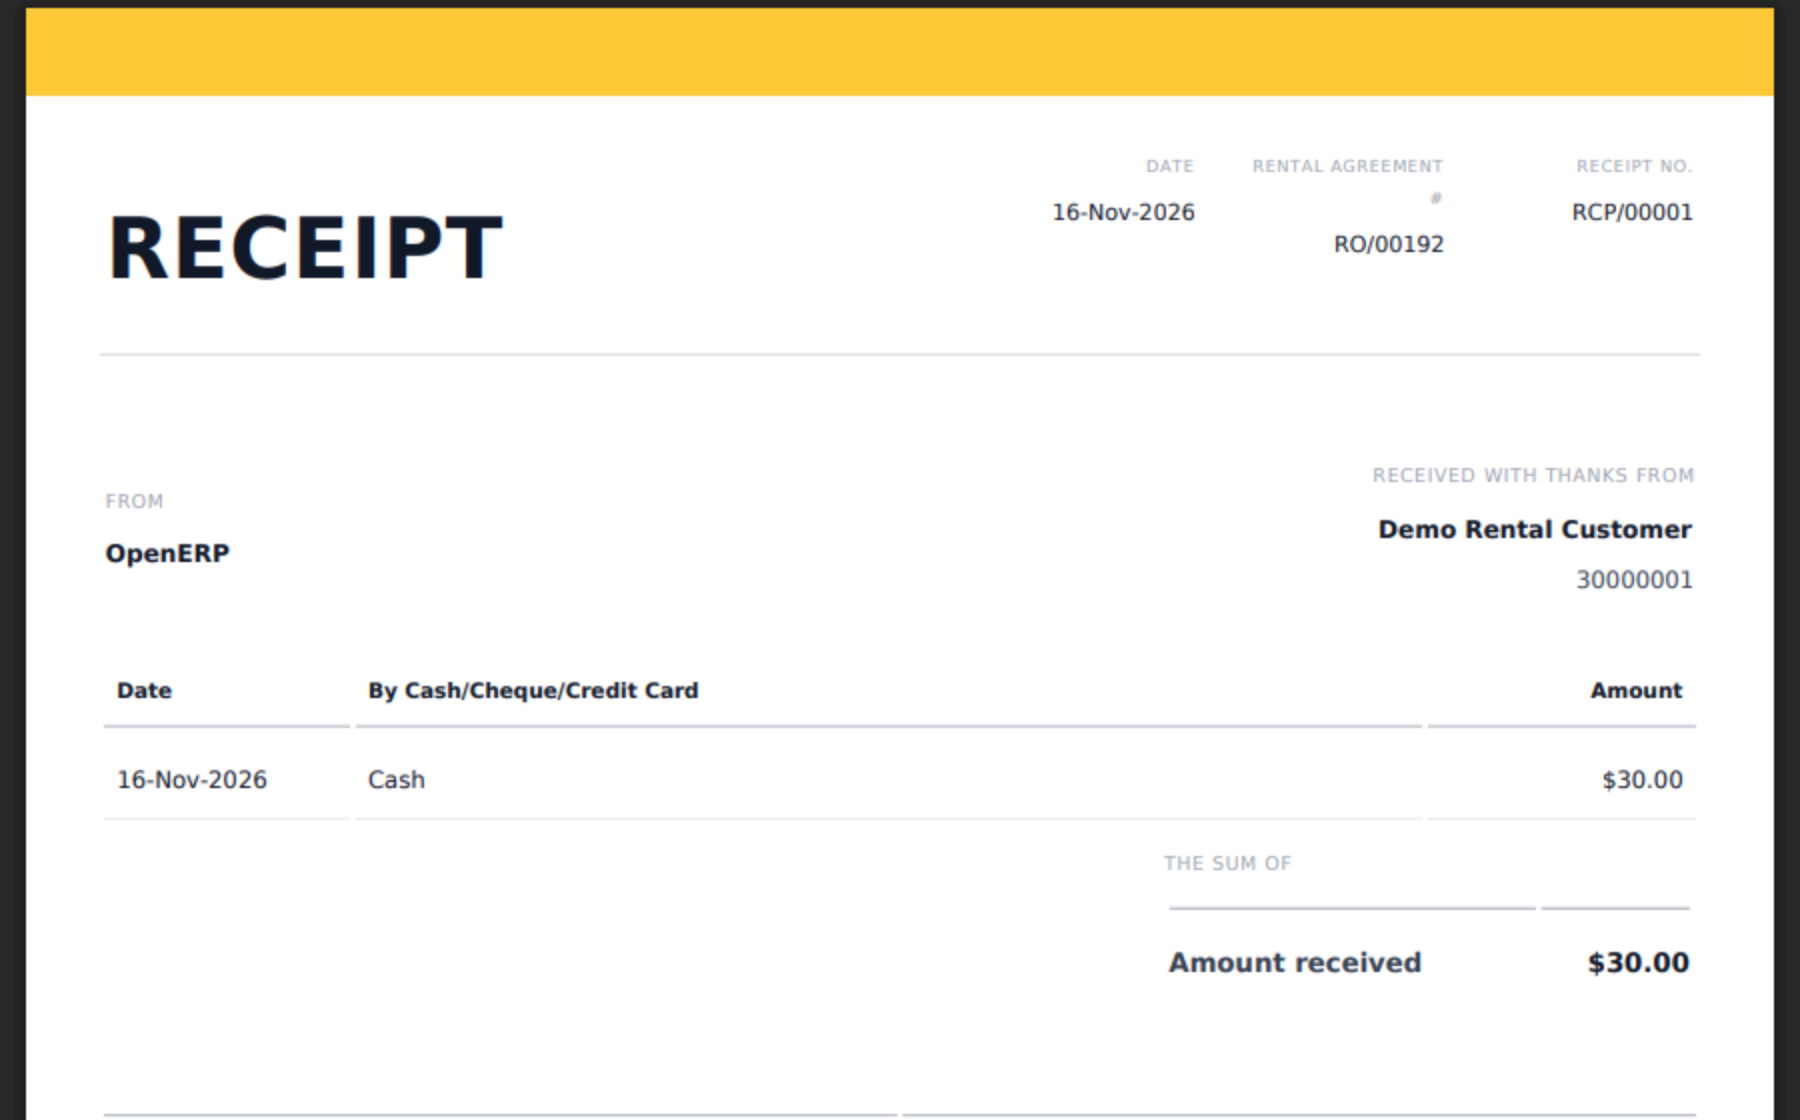 DATE
RENTAL AGREEMENT
#
RECEIPT NO.
16-Nov-2026
RO/00192
RCP/00001
RECEIPT
FROM
OpenERP
RECEIVED WITH THANKS FROM
Demo Rental Customer
30000001
Date By Cash/Cheque/Credit Card Amount
16-Nov-2026 Cash $30.00
THE SUM OF
Amount received $30.00